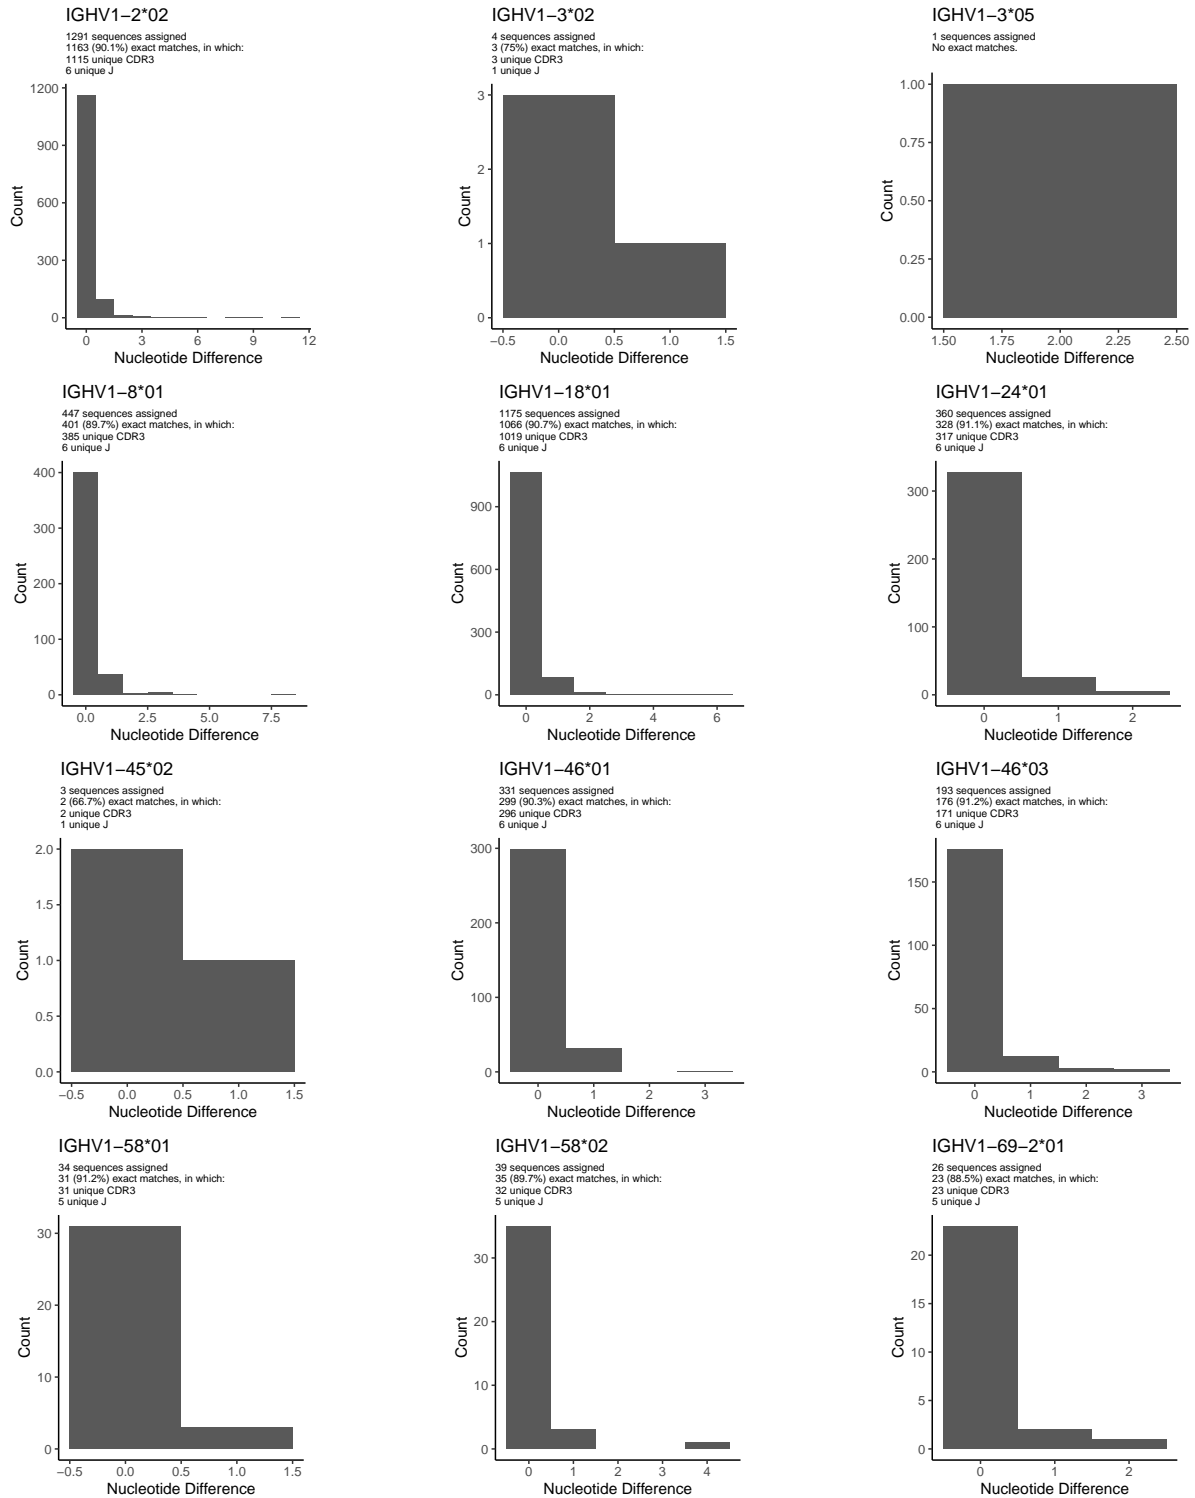 IGHV1−2*02
1291 sequences assigned
1163 (90.1%) exact matches, in which:
1115 unique CDR3
6 unique J
1200
900
600
300
0
Count
0 3 6 9 12
Nucleotide Difference
IGHV1−3*02
4 sequences assigned
3 (75%) exact matches, in which:
3 unique CDR3
1 unique J
3
2
1
0
Count
−0.5 0.0 0.5 1.0 1.5
Nucleotide Difference
IGHV1−3*05
1 sequences assigned
No exact matches.
1.00
0.75
0.50
0.25
0.00
Count
1.50 1.75 2.00 2.25 2.50
Nucleotide Difference
IGHV1−8*01
447 sequences assigned
401 (89.7%) exact matches, in which:
385 unique CDR3
6 unique J
400
300
200
100
0
Count
0.0 2.5 5.0 7.5
Nucleotide Difference
IGHV1−18*01
1175 sequences assigned
1066 (90.7%) exact matches, in which:
1019 unique CDR3
6 unique J
900
600
300
0
Count
0 2 4 6
Nucleotide Difference
IGHV1−24*01
360 sequences assigned
328 (91.1%) exact matches, in which:
317 unique CDR3
6 unique J
300
200
100
0
Count
0 1 2
Nucleotide Difference
IGHV1−45*02
3 sequences assigned
2 (66.7%) exact matches, in which:
2 unique CDR3
1 unique J
2.0
1.5
1.0
0.5
0.0
Count
−0.5 0.0 0.5 1.0 1.5
Nucleotide Difference
IGHV1−46*01
331 sequences assigned
299 (90.3%) exact matches, in which:
296 unique CDR3
6 unique J
300
200
100
0
Count
0 1 2 3
Nucleotide Difference
IGHV1−46*03
193 sequences assigned
176 (91.2%) exact matches, in which:
171 unique CDR3
6 unique J
150
100
50
0
Count
0 1 2 3
Nucleotide Difference
IGHV1−58*01
34 sequences assigned
31 (91.2%) exact matches, in which:
31 unique CDR3
5 unique J
30
20
10
0
Count
−0.5 0.0 0.5 1.0 1.5
Nucleotide Difference
IGHV1−58*02
39 sequences assigned
35 (89.7%) exact matches, in which:
32 unique CDR3
5 unique J
30
20
10
0
Count
0 1 2 3 4
Nucleotide Difference
IGHV1−69−2*01
26 sequences assigned
23 (88.5%) exact matches, in which:
23 unique CDR3
5 unique J
20
15
10
5
0
Count
0 1 2
Nucleotide Difference